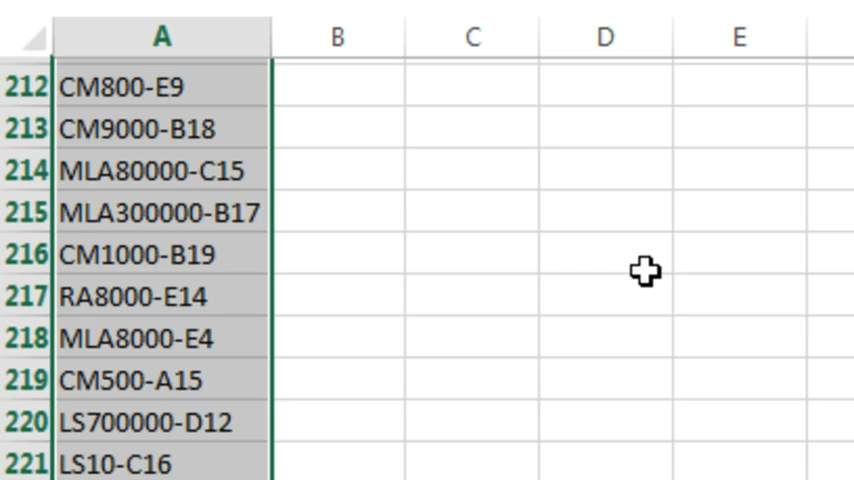 A B C D E
212 CM800-E9
213 CM9000-B18
214 MLA80000-C15
215 MLA300000-B17
216 CM1000-B19
217 RA8000-E14
218 MLA8000-E4
219 CM500-A15
220 LS700000-D12
221 LS10-C16